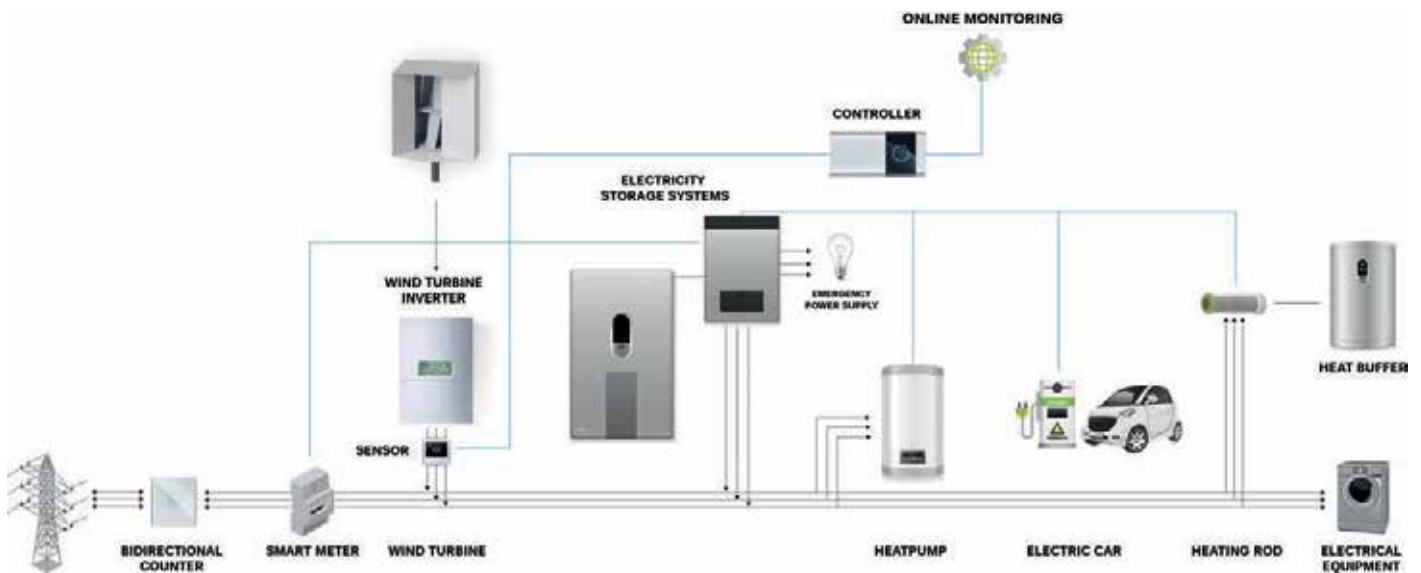 ONLINE MONITORING
CONTROLLER
ELECTRICITY
STORAGE SYSTEMS
WIND TURBINE
INVERTER
EMERGENCY
POWER SUPPLY
HEAT BUFFER
SENSOR
BIDIRECTIONAL
COUNTER
SMART METER
WIND TURBINE
HEATPUMP
ELECTRIC CAR
HEATING ROD
ELECTRICAL
EQUIPMENT